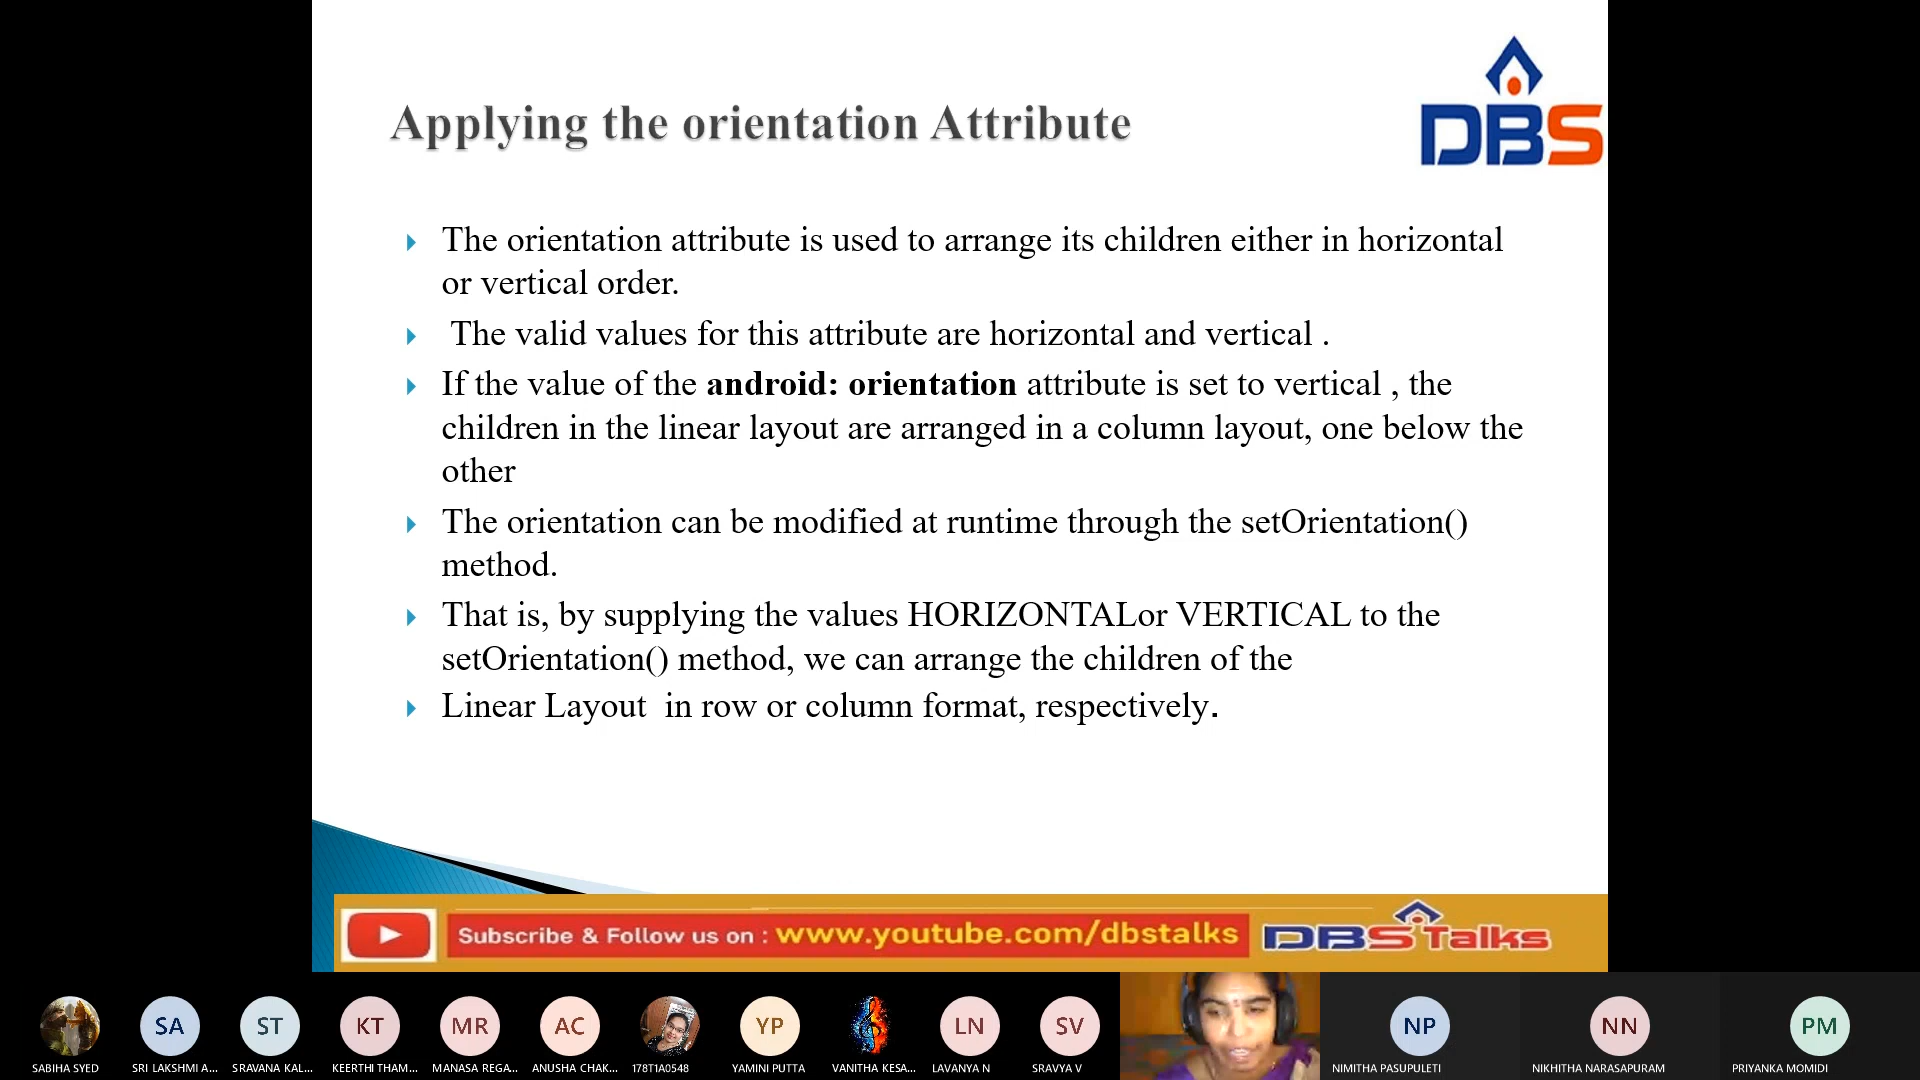 DBS
Applying the orientation Attribute
The orientation attribute is used to arrange its children either in horizontal
or vertical order.
The valid values for this attribute are horizontal and vertical .
If the value of the android: orientation attribute is set to vertical , the
children in the linear layout are arranged in a column layout, one below the
other
The orientation can be modified at runtime through the setOrientation()
method.
That is, by supplying the values HORIZONTALor VERTICAL to the
setOrientation() method, we can arrange the children of the
Linear Layout in row or column format, respectively.
Subscribe & Follow us on : www.youtube.com/dbstalks DBS Talks
SA ST KT MR AC YP LN SV NP NN PM
SABIHA SYED SRI LAKSHMI A... SRAVANA KAL... KEERTHI THAM... MANASA REGA... ANUSHA CHAK... 178T1A0548 YAMINI PUTTA VANITHA KESA... LAVANYA N SRAVYA V NIMITHA PASUPULETI NIKHITHA NARASAPURAM PRIYANKA MOMIDI